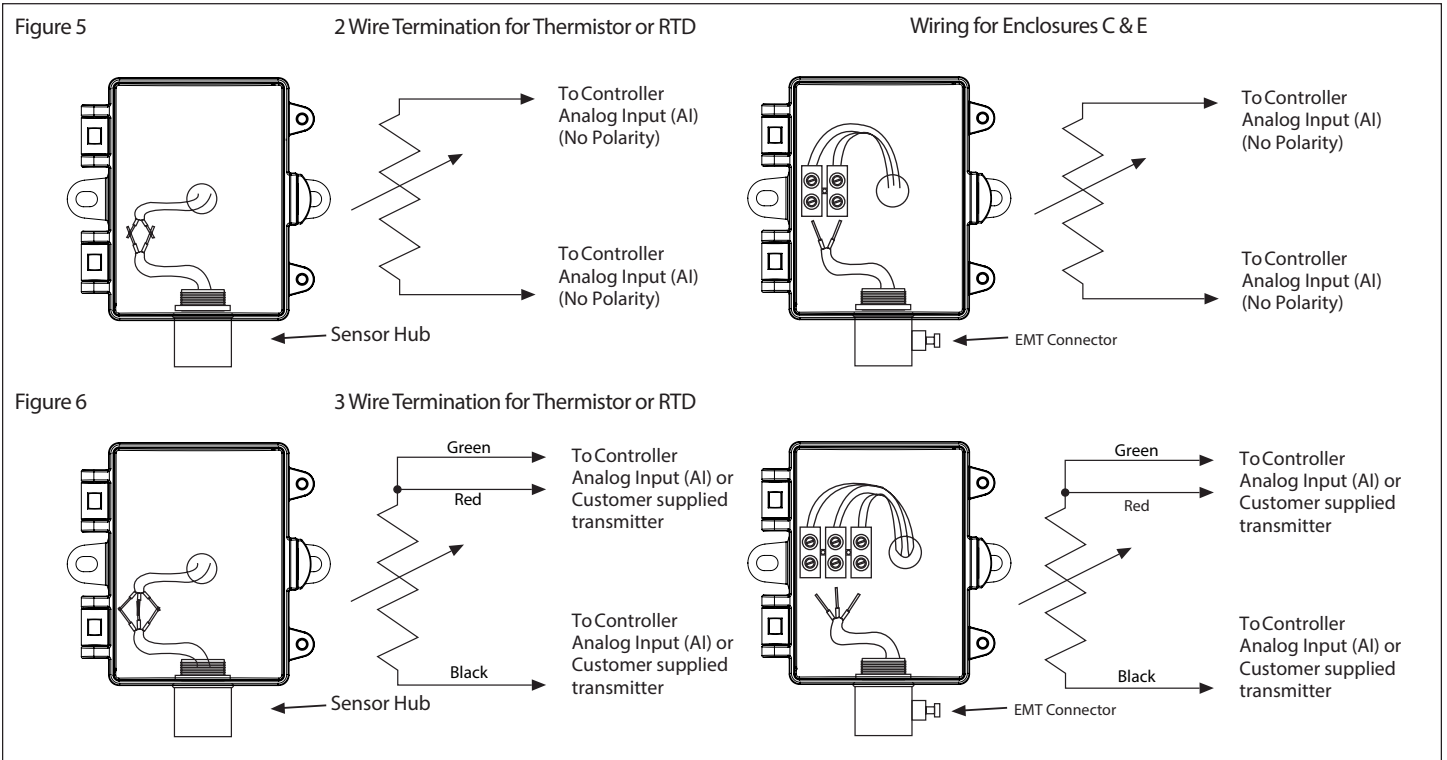 Figure 5
2 Wire Termination for Thermistor or RTD
Wiring for Enclosures C & E
To Controller
Analog Input (AI)
(No Polarity)
To Controller
Analog Input (AI)
(No Polarity)
Sensor Hub
To Controller
Analog Input (AI)
(No Polarity)
To Controller
Analog Input (AI)
(No Polarity)
EMT Connector
Figure 6
3 Wire Termination for Thermistor or RTD
Green
Red
To Controller
Analog Input (AI) or
Customer supplied
transmitter
To Controller
Analog Input (AI) or
Customer supplied
transmitter
Black
Sensor Hub
Green
Red
To Controller
Analog Input (AI) or
Customer supplied
transmitter
To Controller
Analog Input (AI) or
Customer supplied
transmitter
Black
EMT Connector